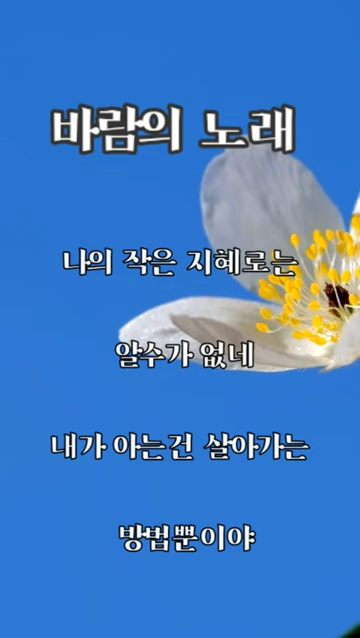 바람의 노래
나의 작은 지혜로는
알수가 없네
내가 아는건 살아가는
방법뿐이야